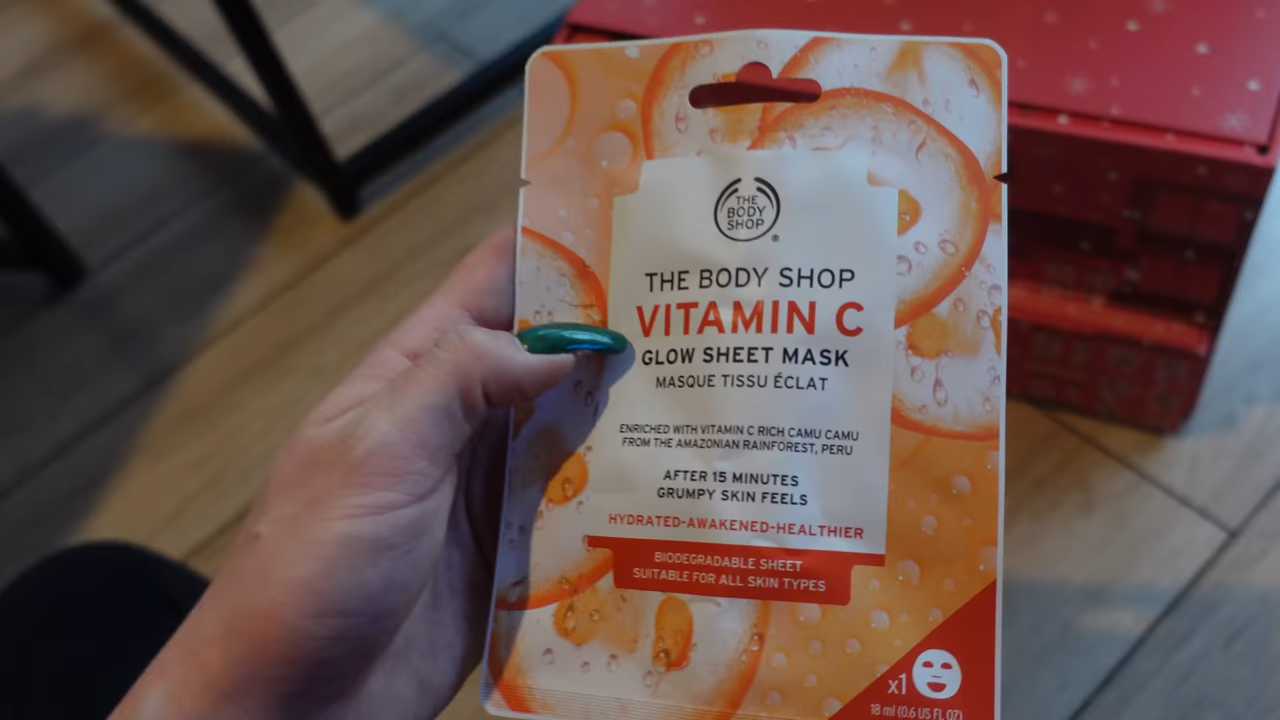 THE
BODY
SHOP
®
THE BODY SHOP
VITAMIN C
GLOW SHEET MASK
MASQUE TISSU ÉCLAT
ENRICHED WITH VITAMIN C RICH CAMU CAMU
FROM THE AMAZONIAN RAINFOREST, PERU
AFTER 15 MINUTES
GRUMPY SKIN FEELS
HYDRATED-AWAKENED-HEALTHIER
BIODEGRADABLE SHEET
SUITABLE FOR ALL SKIN TYPES
x1
18 ml (0.6 US FL OZ)